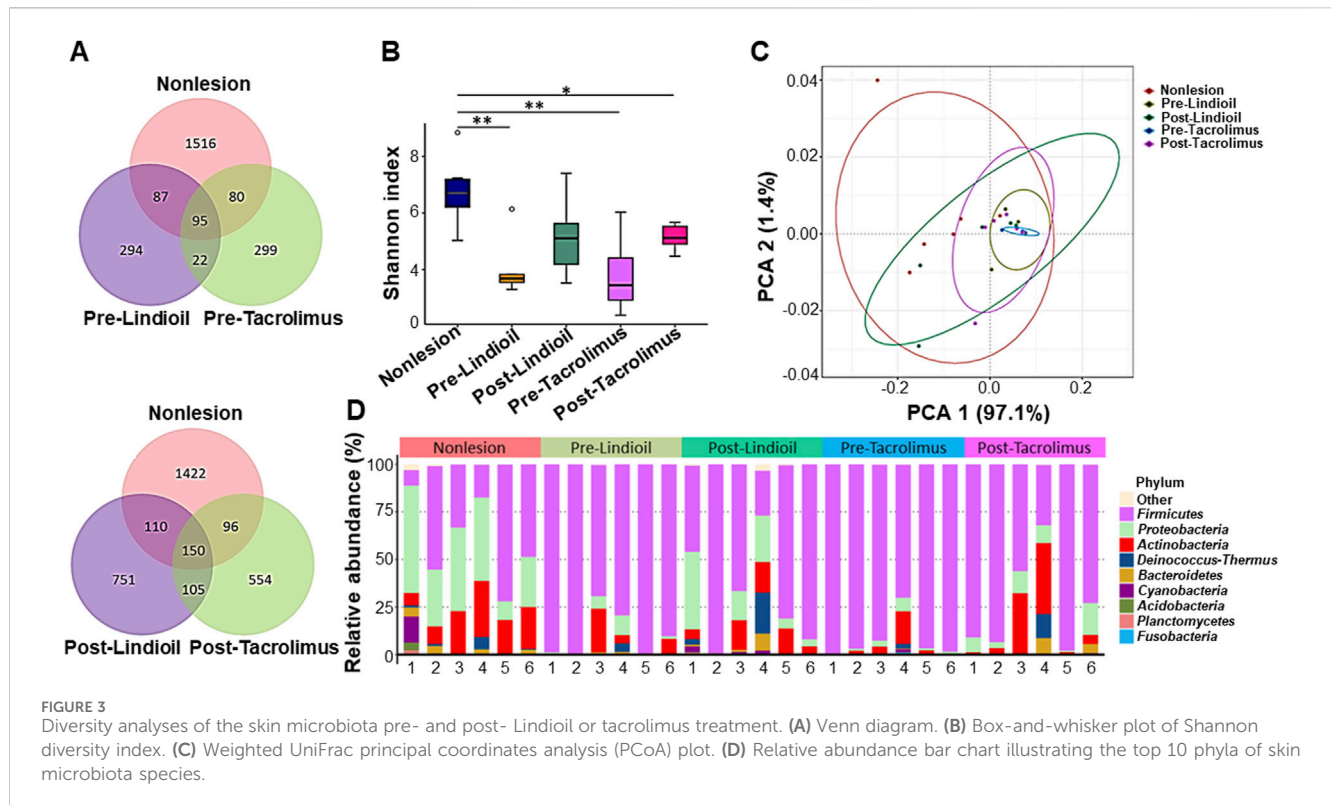 A
Nonlesion
1516
87
80
95
294
22
299
Pre-Lindioil
Pre-Tacrolimus
Nonlesion
1422
110
96
150
751
105
554
Post-Lindioil
Post-Tacrolimus
B
*
**
**
Shannon index
8
6
4
0
Nonlesion
Pre-Lindioil
Post-Lindioil
Pre-Tacrolimus
Post-Tacrolimus
C
0.04
0.02
0.00
-0.02
-0.04
PCA 2 (1.4%)
-0.2
0.0
0.2
PCA 1 (97.1%)
Nonlesion
Pre-Lindioil
Post-Lindioil
Pre-Tacrolimus
Post-Tacrolimus
D
Relative abundance (%)
Nonlesion
Pre-Lindioil
Post-Lindioil
Pre-Tacrolimus
Post-Tacrolimus
100
75
50
25
0
1 2 3 4 5 6 1 2 3 4 5 6 1 2 3 4 5 6 1 2 3 4 5 6 1 2 3 4 5 6
Phylum
Other
Firmicutes
Proteobacteria
Actinobacteria
Deinococcus-Thermus
Bacteroidetes
Cyanobacteria
Acidobacteria
Planctomycetes
Fusobacteria
FIGURE 3
Diversity analyses of the skin microbiota pre- and post- Lindioil or tacrolimus treatment. (A) Venn diagram. (B) Box-and-whisker plot of Shannon
diversity index. (C) Weighted UniFrac principal coordinates analysis (PCoA) plot. (D) Relative abundance bar chart illustrating the top 10 phyla of skin
microbiota species.